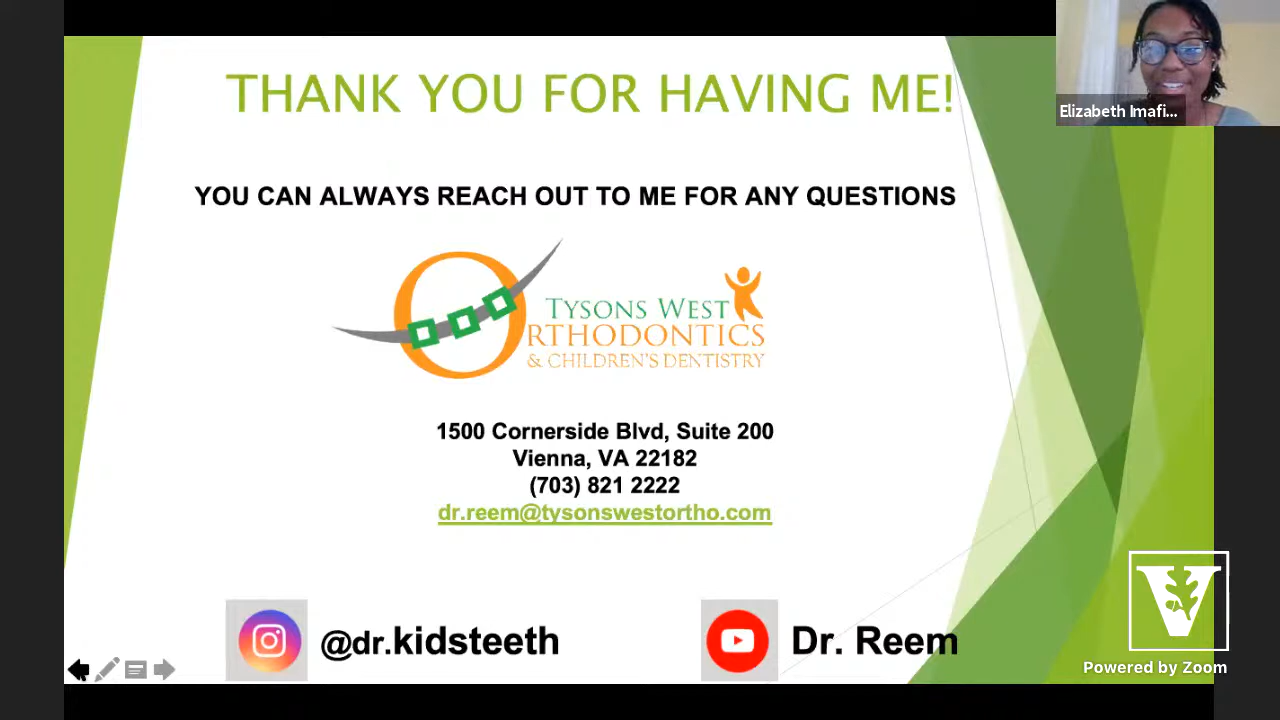 THANK YOU FOR HAVING ME!
Elizabeth Imafi...
YOU CAN ALWAYS REACH OUT TO ME FOR ANY QUESTIONS
TYSONS WEST
ORTHODONTICS
& CHILDREN'S DENTISTRY
1500 Cornerside Blvd, Suite 200
Vienna, VA 22182
(703) 821 2222
dr.reem@tysonswestortho.com
@dr.kidsteeth
Dr. Reem
V
Powered by Zoom